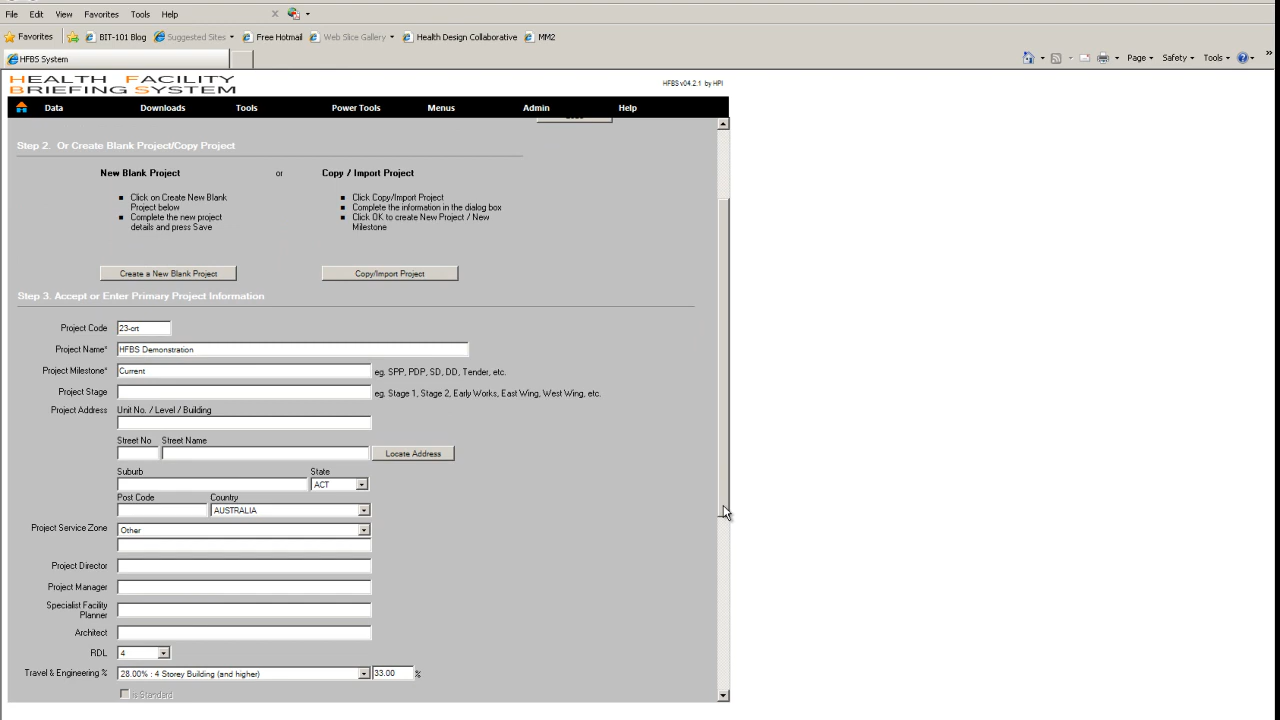 File Edit View Favorites Tools Help
Favorites BIT-101 Blog Suggested Sites Free Hotmail Web Slice Gallery Health Design Collaborative MM2
HFBS System
Page Safety Tools
HEALTH FACILITY
BRIEFING SYSTEM
HFBS v04.2.1 by HPI
Data Downloads Tools Power Tools Menus Admin Help
Step 2. Or Create Blank Project/Copy Project
New Blank Project or Copy / Import Project
Click on Create New Blank
Project below
Complete the new project
details and press Save
Click Copy/Import Project
Complete the information in the dialog box
Click OK to create New Project / New
Milestone
Create a New Blank Project Copy/Import Project
Step 3. Accept or Enter Primary Project Information
Project Code 23-crt
Project Name* HFBS Demonstration
Project Milestone* Current eg. SPP, PDP, SD, DD, Tender, etc.
Project Stage eg. Stage 1, Stage 2, Early Works, East Wing, West Wing, etc.
Project Address Unit No. / Level / Building
Street No Street Name
Locate Address
Suburb State
ACT
Post Code Country
AUSTRALIA
Project Service Zone Other
Project Director
Project Manager
Specialist Facility
Planner
Architect
RDL 4
Travel & Engineering % 28.00% : 4 Storey Building (and higher) 33.00 %
is Standard